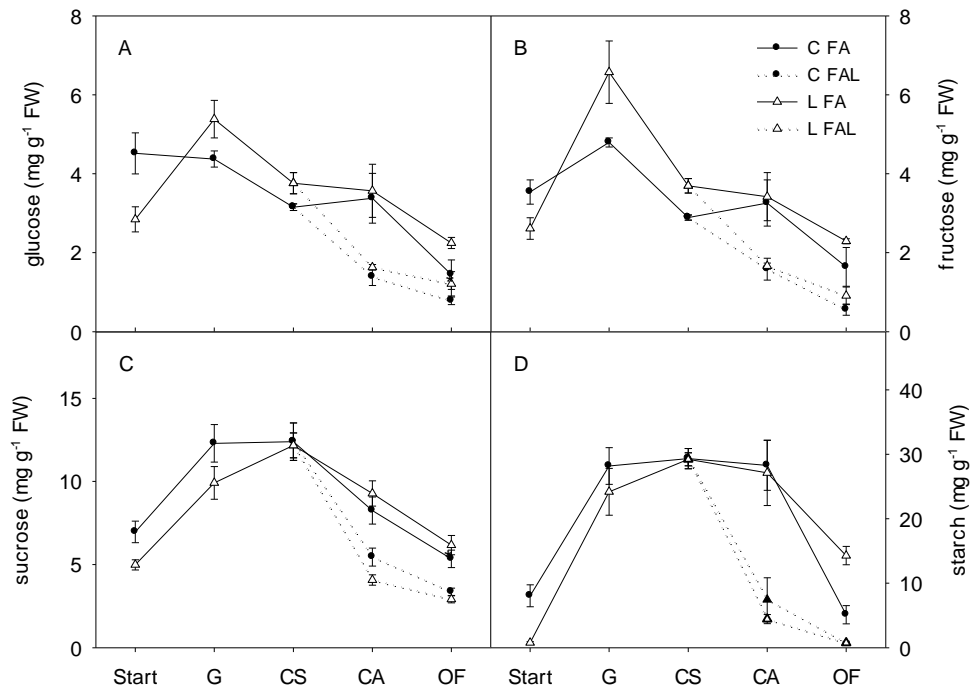 8
6
4
2
0
glucose (mg g⁻¹ FW)
A
B
C FA
C FAL
L FA
L FAL
8
6
4
2
0
fructose (mg g⁻¹ FW)
15
10
5
0
sucrose (mg g⁻¹ FW)
C
D
40
30
20
10
0
starch (mg g⁻¹ FW)
Start G CS CA OF
Start G CS CA OF